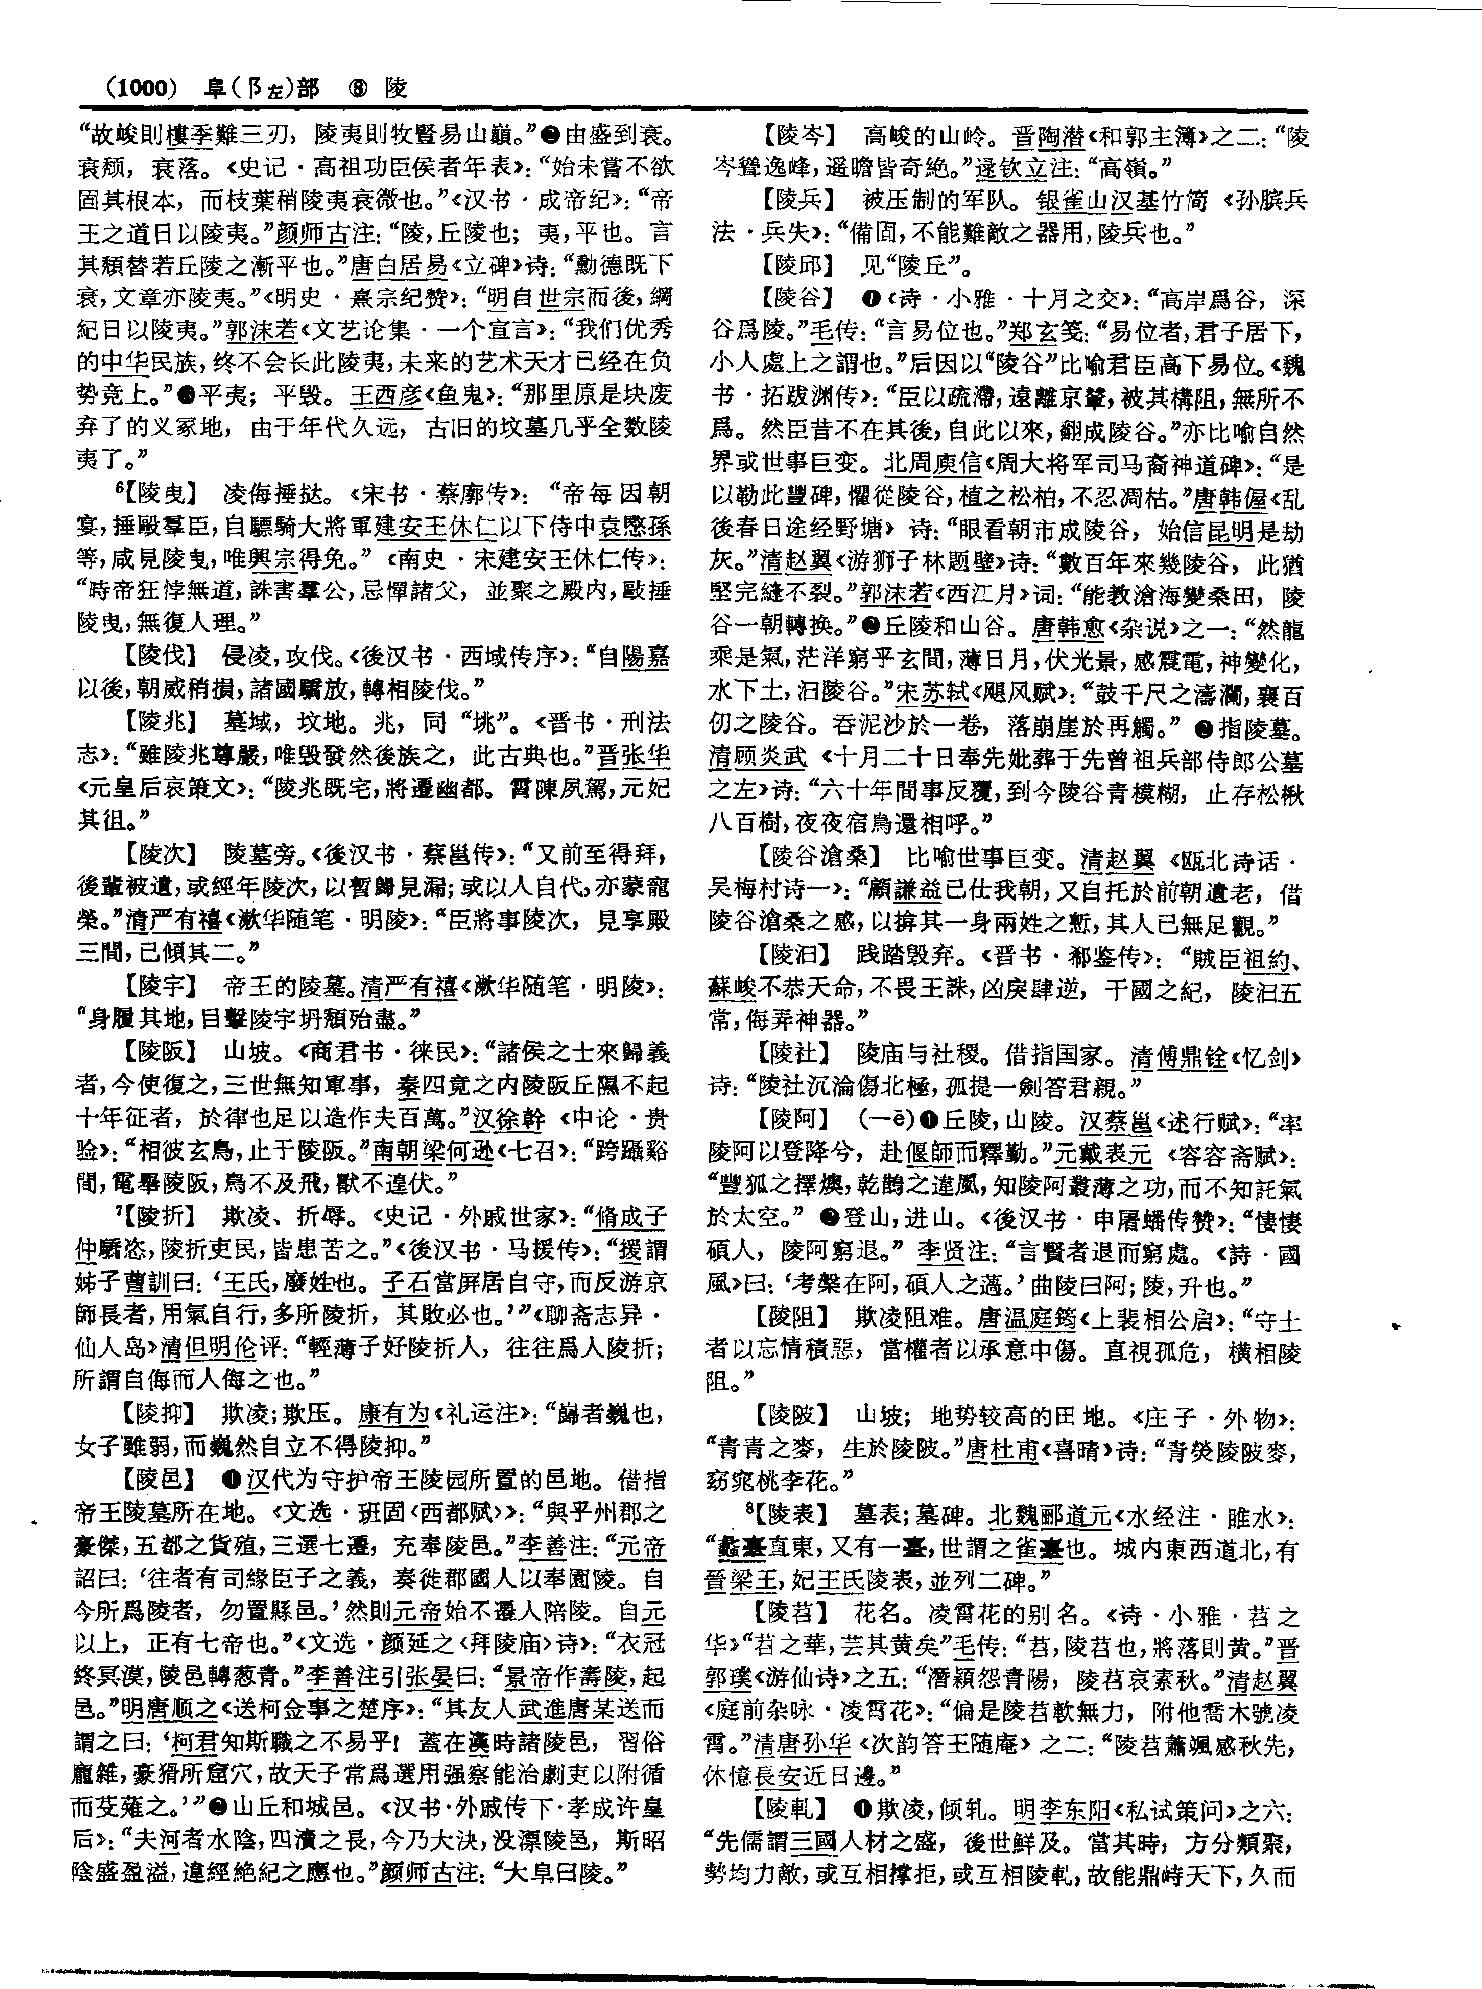 (1000) 阜(阝左)部 ⑧ 陵
“故峻則樓季難三刃，陵夷則牧豎易山巔。”❷由盛到衰。
衰颓，衰落。《史记·高祖功臣侯者年表》：“始未嘗不欲
固其根本，而枝葉稍陵夷衰微也。”《汉书·成帝纪》：“帝
王之道日以陵夷。”颜师古注：“陵，丘陵也；夷，平也。言
其頹替若丘陵之漸平也。”唐白居易《立碑》诗：“勳德既下
衰，文章亦陵夷。”《明史·熹宗纪赞》：“明自世宗而後，綱
紀日以陵夷。”郭沫若《文艺论集·一个宣言》：“我们优秀
的中华民族，终不会长此陵夷，未来的艺术天才已经在负
势竞上。”❸平夷；平毁。王西彦《鱼鬼》：“那里原是块废
弃了的义冢地，由于年代久远，古旧的坟墓几乎全数陵
夷了。”
6【陵曳】 凌侮捶挞。《宋书·蔡廓传》：“帝每因朝
宴，捶毆羣臣，自驃騎大將軍建安王休仁以下侍中袁愍孫
等，咸見陵曳，唯興宗得免。”《南史·宋建安王休仁传》：
“時帝狂悖無道，誅害羣公，忌憚諸父，並聚之殿内，毆捶
陵曳，無復人理。”
【陵伐】 侵凌，攻伐。《後汉书·西域传序》：“自陽嘉
以後，朝威稍損，諸國驕放，轉相陵伐。”
【陵兆】 墓域，坟地。兆，同“垗”。《晋书·刑法
志》：“雖陵兆尊嚴，唯毁發然後族之，此古典也。”晋张华
《元皇后哀策文》：“陵兆既宅，將遷幽都。霄陳夙駕，元妃
其徂。”
【陵次】 陵墓旁。《後汉书·蔡邕传》：“又前至得拜，
後輩被遺，或經年陵次，以暫歸見漏；或以人自代，亦蒙寵
榮。”清严有禧《漱华随笔·明陵》：“臣將事陵次，見享殿
三間，已傾其二。”
【陵宇】 帝王的陵墓。清严有禧《漱华随笔·明陵》：
“身履其地，目擊陵宇坍頹殆盡。”
【陵阪】 山坡。《商君书·徕民》：“諸侯之士來歸義
者，今使復之，三世無知軍事，秦四竟之内陵阪丘隰不起
十年征者，於律也足以造作夫百萬。”汉徐幹《中论·贵
验》：“相彼玄鳥，止于陵阪。”南朝梁何逊《七召》：“跨躡谿
間，電舉陵阪，鳥不及飛，獸不遑伏。”
7【陵折】 欺凌、折辱。《史记·外戚世家》：“脩成子
仲驕恣，陵折吏民，皆患苦之。”《後汉书·马援传》：“援謂
姊子曹訓曰：‘王氏，廢姓也。子石當屏居自守，而反游京
師長者，用氣自行，多所陵折，其敗必也。’”《聊斋志异·
仙人岛》清但明伦评：“輕薄子好陵折人，往往爲人陵折；
所謂自侮而人侮之也。”
【陵抑】 欺凌；欺压。康有为《礼运注》：“歸者巍也，
女子雖弱，而巍然自立不得陵抑。”
【陵邑】 ❶汉代为守护帝王陵园所置的邑地。借指
帝王陵墓所在地。《文选·班固〈西都赋〉》：“與乎州郡之
豪傑，五都之貨殖，三選七遷，充奉陵邑。”李善注：“元帝
詔曰：‘往者有司緣臣子之義，奏徙郡國人以奉園陵。自
今所爲陵者，勿置縣邑。’然則元帝始不遷人陪陵。自元
以上，正有七帝也。”《文选·颜延之〈拜陵庙〉诗》：“衣冠
終冥漠，陵邑轉葱青。”李善注引张晏曰：“景帝作壽陵，起
邑。”明唐顺之《送柯佥事之楚序》：“其友人武進唐某送而
謂之曰：‘柯君知斯職之不易乎！蓋在漢時諸陵邑，習俗
龐雜，豪猾所窟穴，故天子常爲選用强察能治劇吏以附循
而芟薙之。’”❷山丘和城邑。《汉书·外戚传下·孝成许皇
后》：“夫河者水陰，四瀆之長，今乃大決，没漂陵邑，斯昭
陰盛盈溢，違經絶紀之應也。”颜师古注：“大阜曰陵。”
【陵岑】 高峻的山岭。晋陶潜《和郭主簿》之二：“陵
岑聳逸峰，遥瞻皆奇絶。”逯钦立注：“高嶺。”
【陵兵】 被压制的军队。银雀山汉墓竹简《孙膑兵
法·兵失》：“備固，不能難敵之器用，陵兵也。”
【陵邱】 见“陵丘”。
【陵谷】 ❶《诗·小雅·十月之交》：“高岸爲谷，深
谷爲陵。”毛传：“言易位也。”郑玄笺：“易位者，君子居下，
小人處上之謂也。”后因以“陵谷”比喻君臣高下易位。《魏
书·拓跋渊传》：“臣以疏滯，遠離京輦，被其構阻，無所不
爲。然臣昔不在其後，自此以來，翻成陵谷。”亦比喻自然
界或世事巨变。北周庾信《周大将军司马裔神道碑》：“是
以勒此豐碑，懼從陵谷，植之松柏，不忍凋枯。”唐韩偓《乱
後春日途经野塘》诗：“眼看朝市成陵谷，始信昆明是劫
灰。”清赵翼《游狮子林题壁》诗：“數百年來幾陵谷，此猶
堅完縫不裂。”郭沫若《西江月》词：“能教滄海變桑田，陵
谷一朝轉换。”❷丘陵和山谷。唐韩愈《杂说》之一：“然龍
乘是氣，茫洋窮乎玄間，薄日月，伏光景，感震電，神變化，
水下土，汩陵谷。”宋苏轼《飓风赋》：“鼓千尺之濤瀾，襄百
仞之陵谷。吞泥沙於一卷，落崩崖於再觸。”❸指陵墓。
清顾炎武《十月二十日奉先妣葬于先曾祖兵部侍郎公墓
之左》诗：“六十年間事反覆，到今陵谷青模糊，止存松楸
八百樹，夜夜宿鳥還相呼。”
【陵谷滄桑】 比喻世事巨变。清赵翼《瓯北诗话·
吴梅村诗一》：“顧謙益已仕我朝，又自托於前朝遺老，借
陵谷滄桑之感，以揜其一身兩姓之慙，其人已無足觀。”
【陵汩】 践踏毁弃。《晋书·郗鉴传》：“賊臣祖約、
蘇峻不恭天命，不畏王誅，凶戾肆逆，干國之紀，陵汩五
常，侮弄神器。”
【陵社】 陵庙与社稷。借指国家。清傅鼎铨《忆剑》
诗：“陵社沉淪傷北極，孤提一劍答君親。”
【陵阿】 (—ē)❶丘陵，山陵。汉蔡邕《述行赋》：“率
陵阿以登降兮，赴偃師而釋勤。”元戴表元《容容斋赋》：
“豐狐之擇燠，乾鵲之違風，知陵阿叢薄之功，而不知託氣
於太空。”❷登山，进山。《後汉书·申屠蟠传赞》：“悽悽
碩人，陵阿窮退。”李贤注：“言賢者退而窮處。《詩·國
風》曰：‘考槃在阿，碩人之薖。’曲陵曰阿；陵，升也。”
【陵阻】 欺凌阻难。唐温庭筠《上裴相公启》：“守土
者以忘情積惡，當權者以承意中傷。直視孤危，横相陵
阻。”
【陵陂】 山坡；地势较高的田地。《庄子·外物》：
“青青之麥，生於陵陂。”唐杜甫《喜晴》诗：“青熒陵陂麥，
窈窕桃李花。”
8【陵表】 墓表；墓碑。北魏郦道元《水经注·睢水》：
“蠡臺直東，又有一臺，世謂之雀臺也。城内東西道北，有
晉梁王，妃王氏陵表，並列二碑。”
【陵苕】 花名。凌霄花的别名。《诗·小雅·苕之
华》“苕之華，芸其黄矣”毛传：“苕，陵苕也，將落則黄。”晋
郭璞《游仙诗》之五：“潛穎怨青陽，陵苕哀素秋。”清赵翼
《庭前杂咏·凌霄花》：“偏是陵苕軟無力，附他喬木號凌
霄。”清唐孙华《次韵答王随庵》之二：“陵苕蕭颯感秋先，
休憶長安近日邊。”
【陵軋】 ❶欺凌，倾轧。明李东阳《私试策问》之六：
“先儒謂三國人材之盛，後世鮮及。當其時，方分類聚，
勢均力敵，或互相撑拒，或互相陵軋，故能鼎峙天下，久而